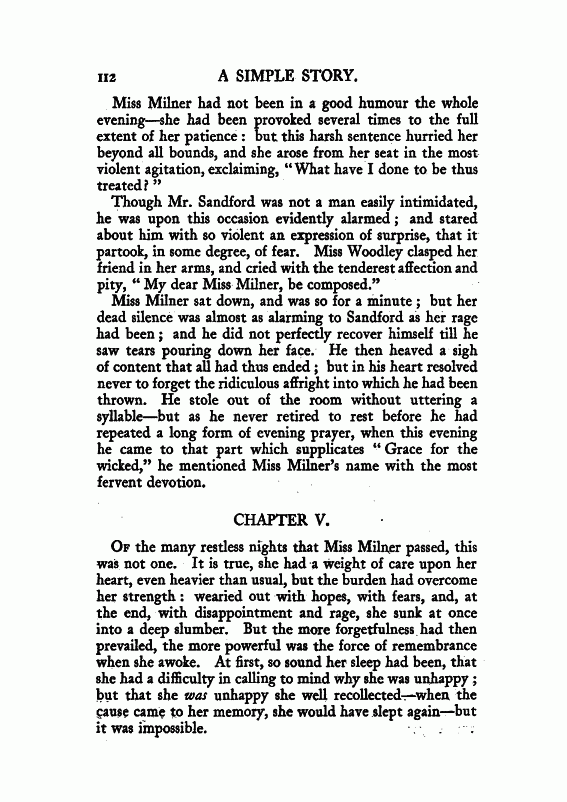 112 A SIMPLE STORY.
Miss Milner had not been in a good humour the whole
evening—she had been provoked several times to the full
extent of her patience : but this harsh sentence hurried her
beyond all bounds, and she arose from her seat in the most
violent agitation, exclaiming, “What have I done to be thus
treated? ”
Though Mr. Sandford was not a man easily intimidated,
he was upon this occasion evidently alarmed ; and stared
about him with so violent an expression of surprise, that it
partook, in some degree, of fear. Miss Woodley clasped her
friend in her arms, and cried with the tenderest affection and
pity, “ My dear Miss Milner, be composed.”
Miss Milner sat down, and was so for a minute ; but her
dead silence was almost as alarming to Sandford as her rage
had been ; and he did not perfectly recover himself till he
saw tears pouring down her face. He then heaved a sigh
of content that all had thus ended ; but in his heart resolved
never to forget the ridiculous affright into which he had been
thrown. He stole out of the room without uttering a
syllable—but as he never retired to rest before he had
repeated a long form of evening prayer, when this evening
he came to that part which supplicates “ Grace for the
wicked,” he mentioned Miss Milner’s name with the most
fervent devotion.
CHAPTER V.
OF the many restless nights that Miss Milner passed, this
was not one. It is true, she had a weight of care upon her
heart, even heavier than usual, but the burden had overcome
her strength : wearied out with hopes, with fears, and, at
the end, with disappointment and rage, she sunk at once
into a deep slumber. But the more forgetfulness had then
prevailed, the more powerful was the force of remembrance
when she awoke. At first, so sound her sleep had been, that
she had a difficulty in calling to mind why she was unhappy ;
but that she was unhappy she well recollected—when the
cause came to her memory, she would have slept again—but
it was impossible.